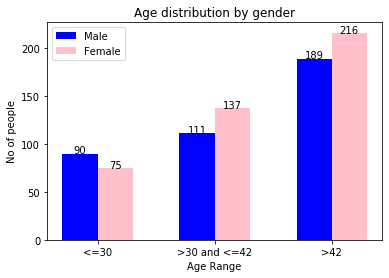 Age distribution by gender
Male
Female
No of people
200
150
100
50
0
90
75
111
137
189
216
<=30
>30 and <=42
>42
Age Range